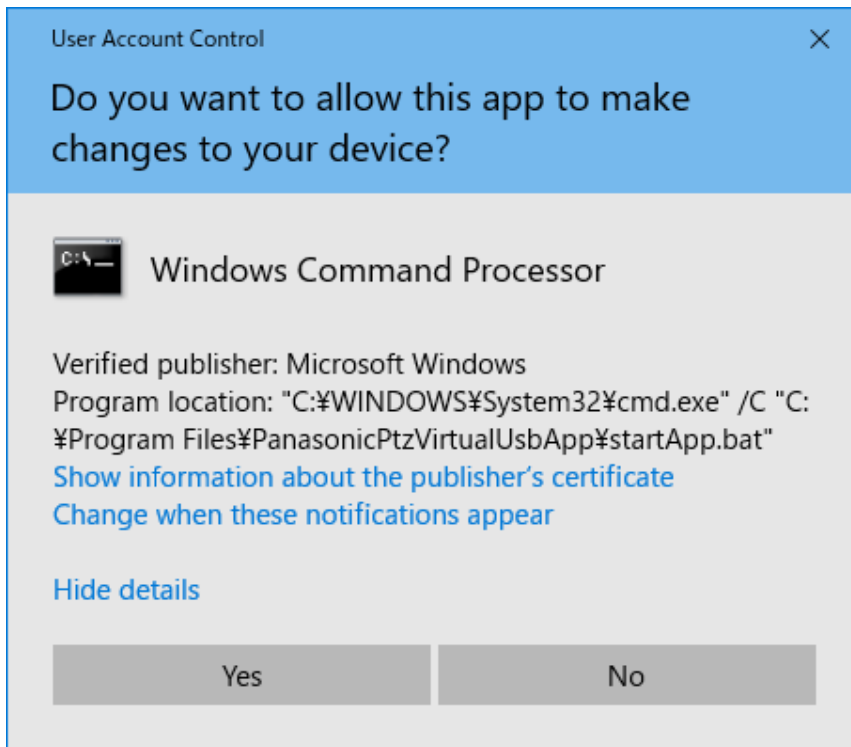 User Account Control
Do you want to allow this app to make
changes to your device?
C:\
Windows Command Processor
Verified publisher: Microsoft Windows
Program location: "C:¥WINDOWS¥System32¥cmd.exe" /C "C:
¥Program Files¥PanasonicPtzVirtualUsbApp¥startApp.bat"
Show information about the publisher's certificate
Change when these notifications appear
Hide details
Yes
No